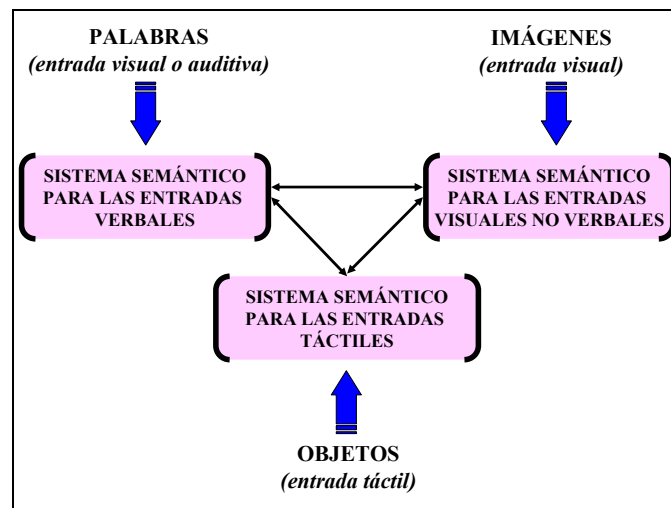 PALABRAS
(entrada visual o auditiva)
IMÁGENES
(entrada visual)
SISTEMA SEMÁNTICO
PARA LAS ENTRADAS
VERBALES
SISTEMA SEMÁNTICO
PARA LAS ENTRADAS
VISUALES NO VERBALES
SISTEMA SEMÁNTICO
PARA LAS ENTRADAS
TÁCTILES
OBJETOS
(entrada táctil)